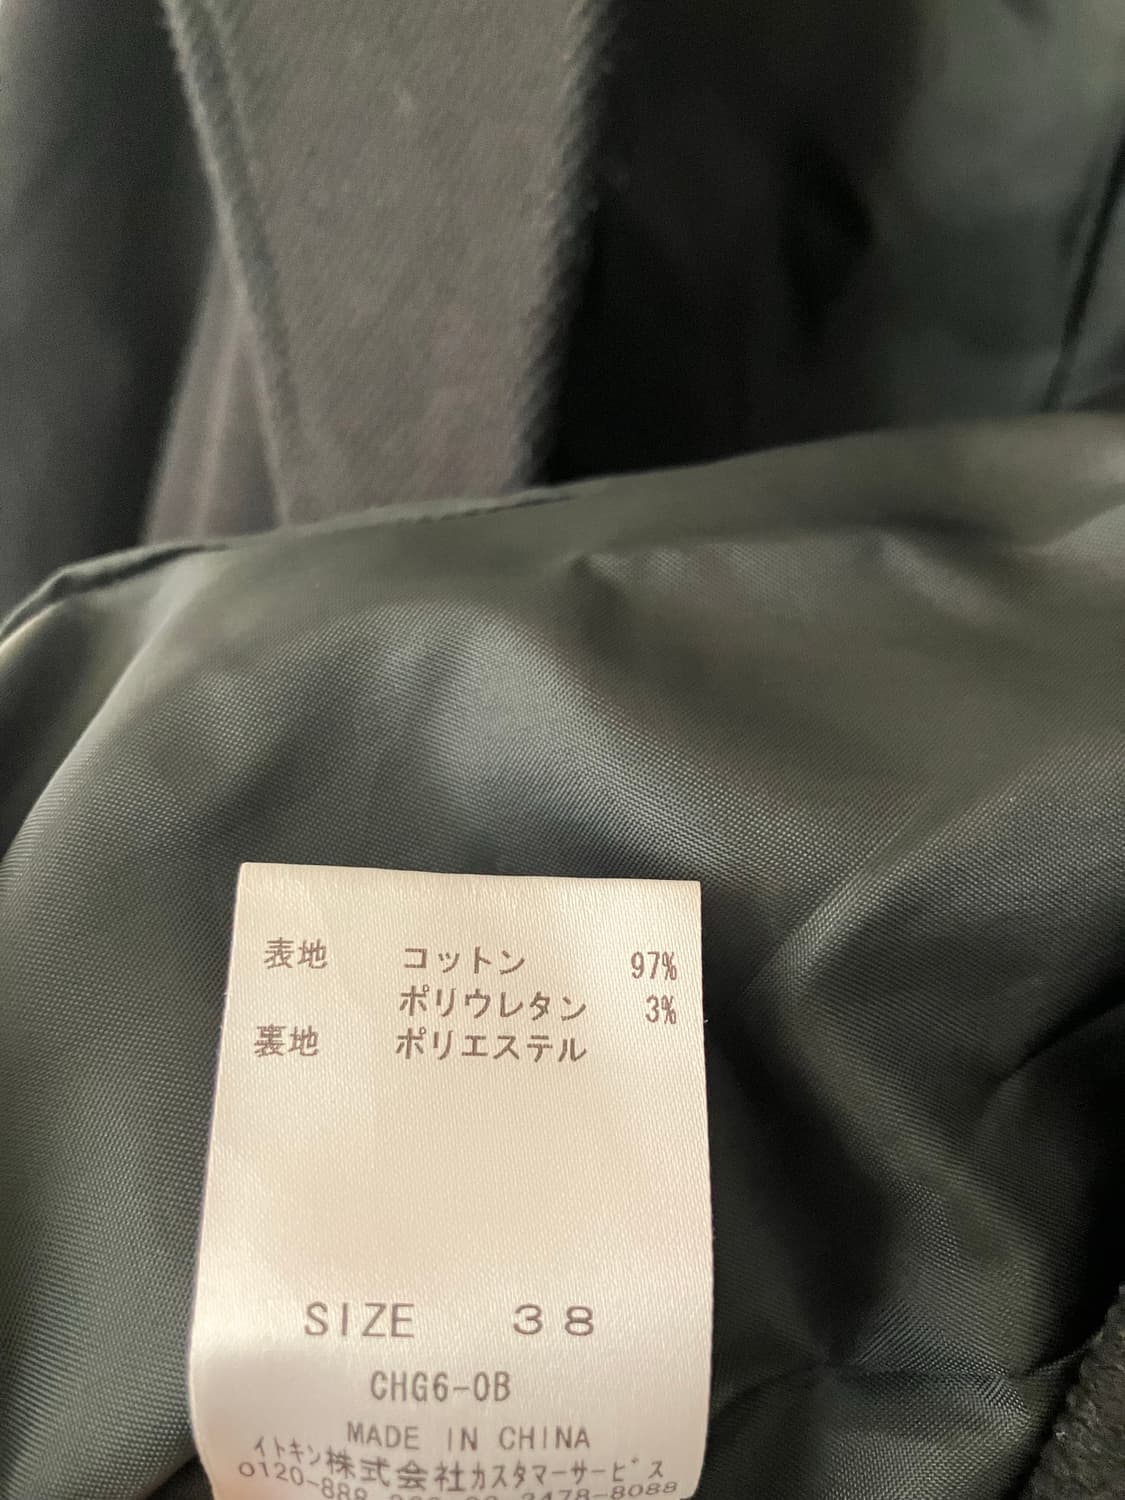 表地 コットン 97%
ポリウレタン 3%
裏地 ポリエステル
SIZE 38
CHG6-0B
MADE IN CHINA
イトキン株式会社カスタマーサービス
0120-888 3478-8088